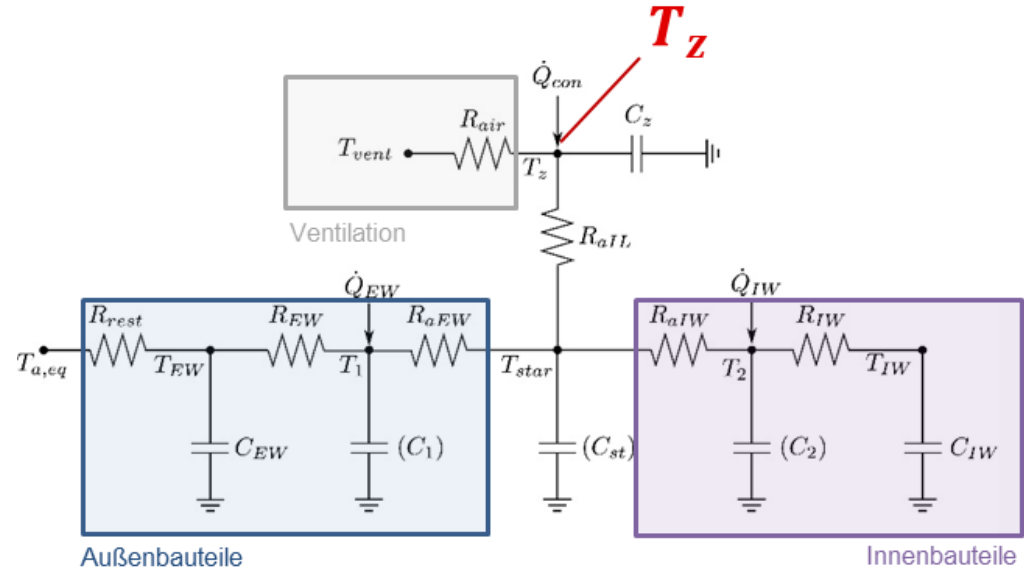 T_z
Q̇_con
C_z
R_air
T_vent
T_z
Ventilation
R_aIL
Q̇_EW
Q̇_IW
R_rest
R_EW
R_aEW
R_aIW
R_IW
T_a,eq
T_EW
T_1
T_star
T_2
T_IW
C_EW
(C_1)
(C_st)
(C_2)
C_IW
Außenbauteile
Innenbauteile